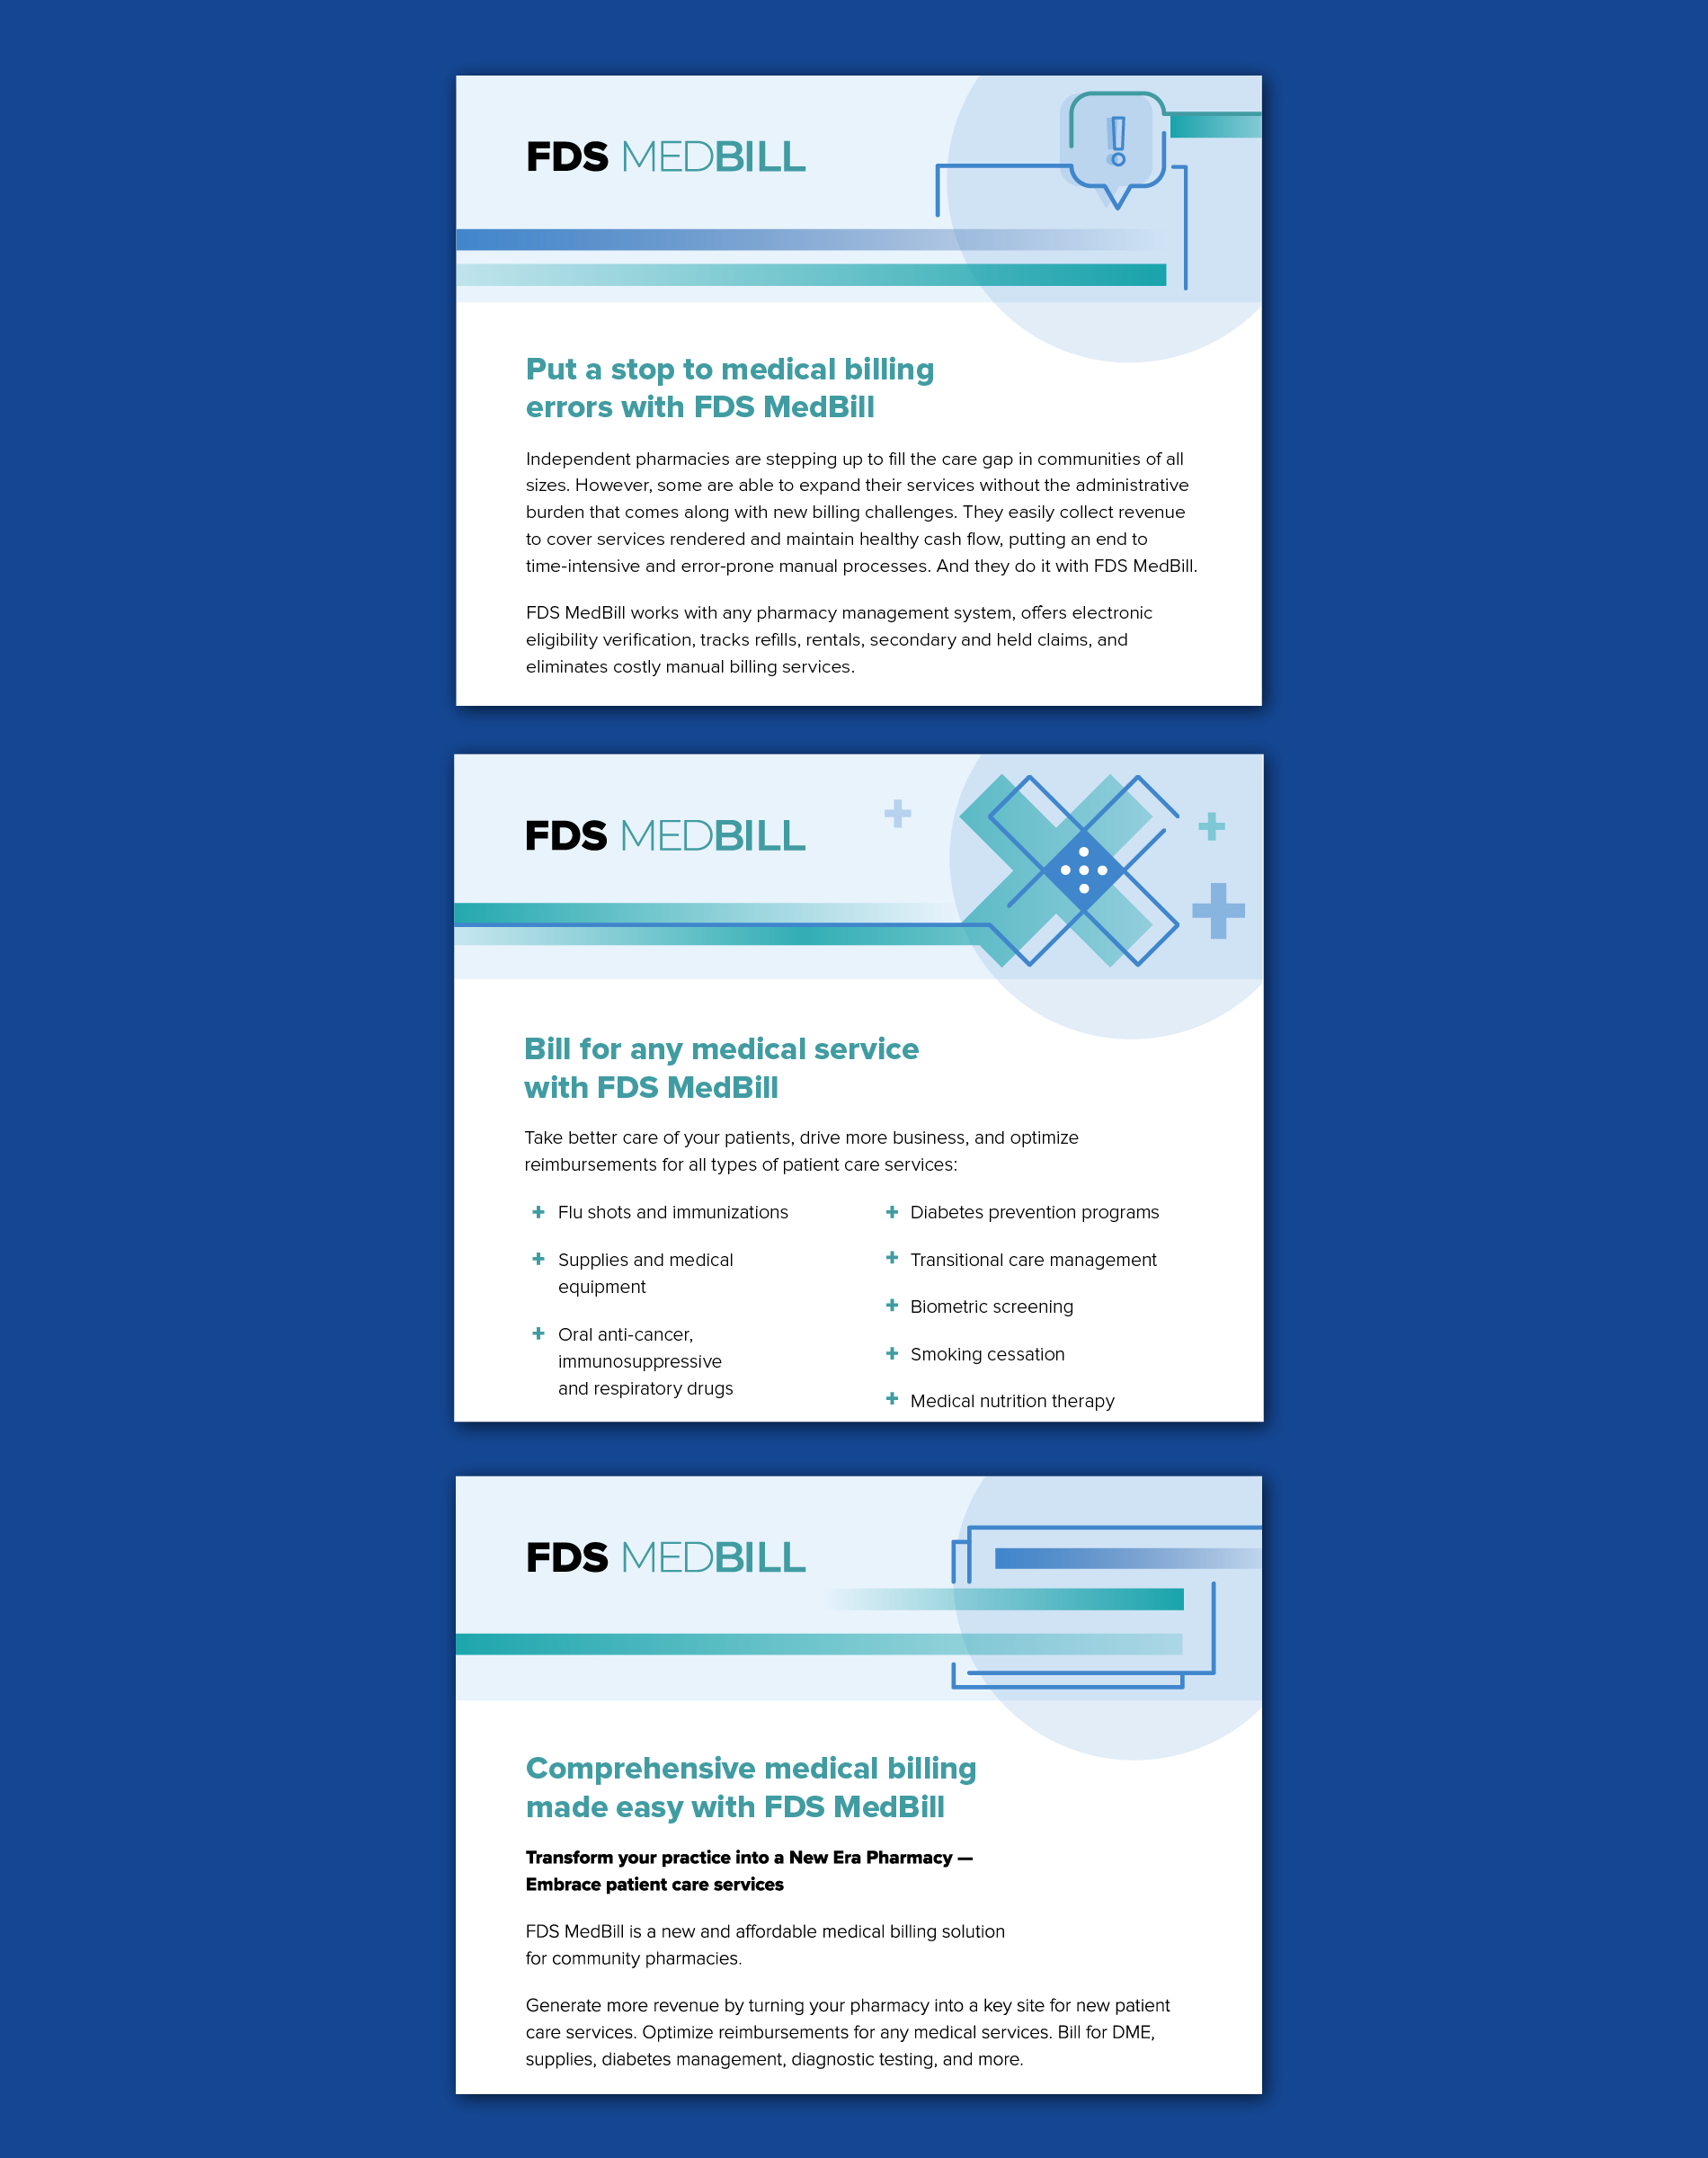 FDS MEDBILL
Put a stop to medical billing
errors with FDS MedBill
Independent pharmacies are stepping up to fill the care gap in communities of all
sizes. However, some are able to expand their services without the administrative
burden that comes along with new billing challenges. They easily collect revenue
to cover services rendered and maintain healthy cash flow, putting an end to
time-intensive and error-prone manual processes. And they do it with FDS MedBill.
FDS MedBill works with any pharmacy management system, offers electronic
eligibility verification, tracks refills, rentals, secondary and held claims, and
eliminates costly manual billing services.
FDS MEDBILL
Bill for any medical service
with FDS MedBill
Take better care of your patients, drive more business, and optimize
reimbursements for all types of patient care services:
Flu shots and immunizations
Supplies and medical
equipment
Oral anti-cancer,
immunosuppressive
and respiratory drugs
Diabetes prevention programs
Transitional care management
Biometric screening
Smoking cessation
Medical nutrition therapy
FDS MEDBILL
Comprehensive medical billing
made easy with FDS MedBill
Transform your practice into a New Era Pharmacy —
Embrace patient care services
FDS MedBill is a new and affordable medical billing solution
for community pharmacies.
Generate more revenue by turning your pharmacy into a key site for new patient
care services. Optimize reimbursements for any medical services. Bill for DME,
supplies, diabetes management, diagnostic testing, and more.